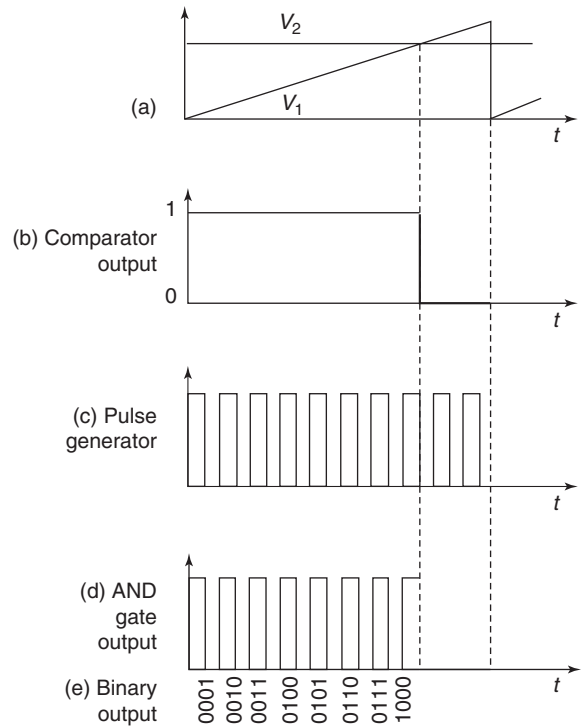 V2
(a)
V1
t
1
(b) Comparator
output
0
t
(c) Pulse
generator
t
(d) AND
gate
output
t
(e) Binary
output
0001 0010 0011 0100 0101 0110 0111 1000